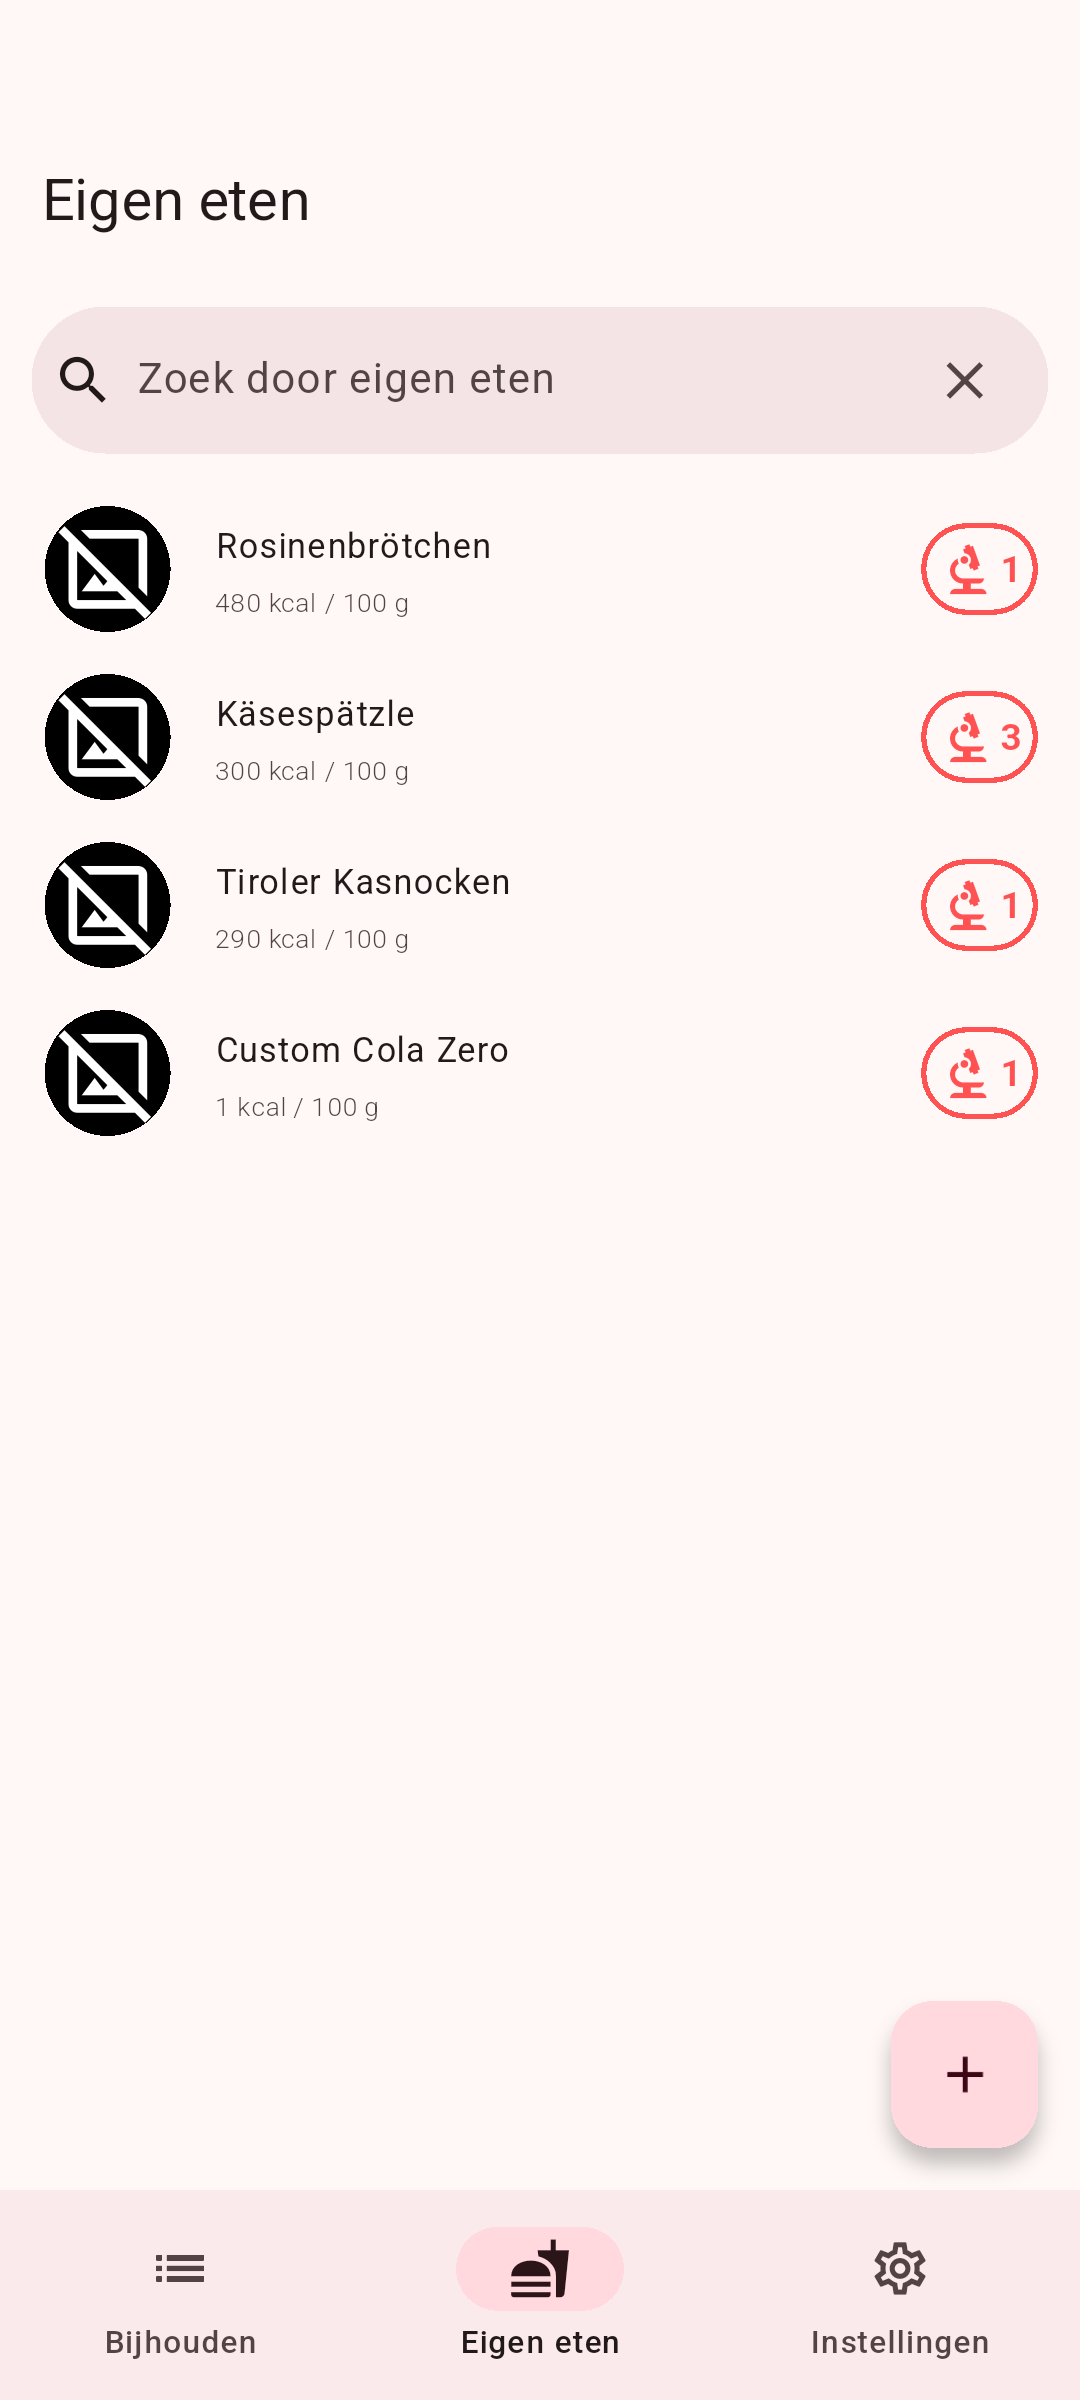 Eigen eten
Zoek door eigen eten
Rosinenbrötchen
480 kcal / 100 g
1
Käsespätzle
300 kcal / 100 g
3
Tiroler Kasnocken
290 kcal / 100 g
1
Custom Cola Zero
1 kcal / 100 g
1
Bijhouden
Eigen eten
Instellingen